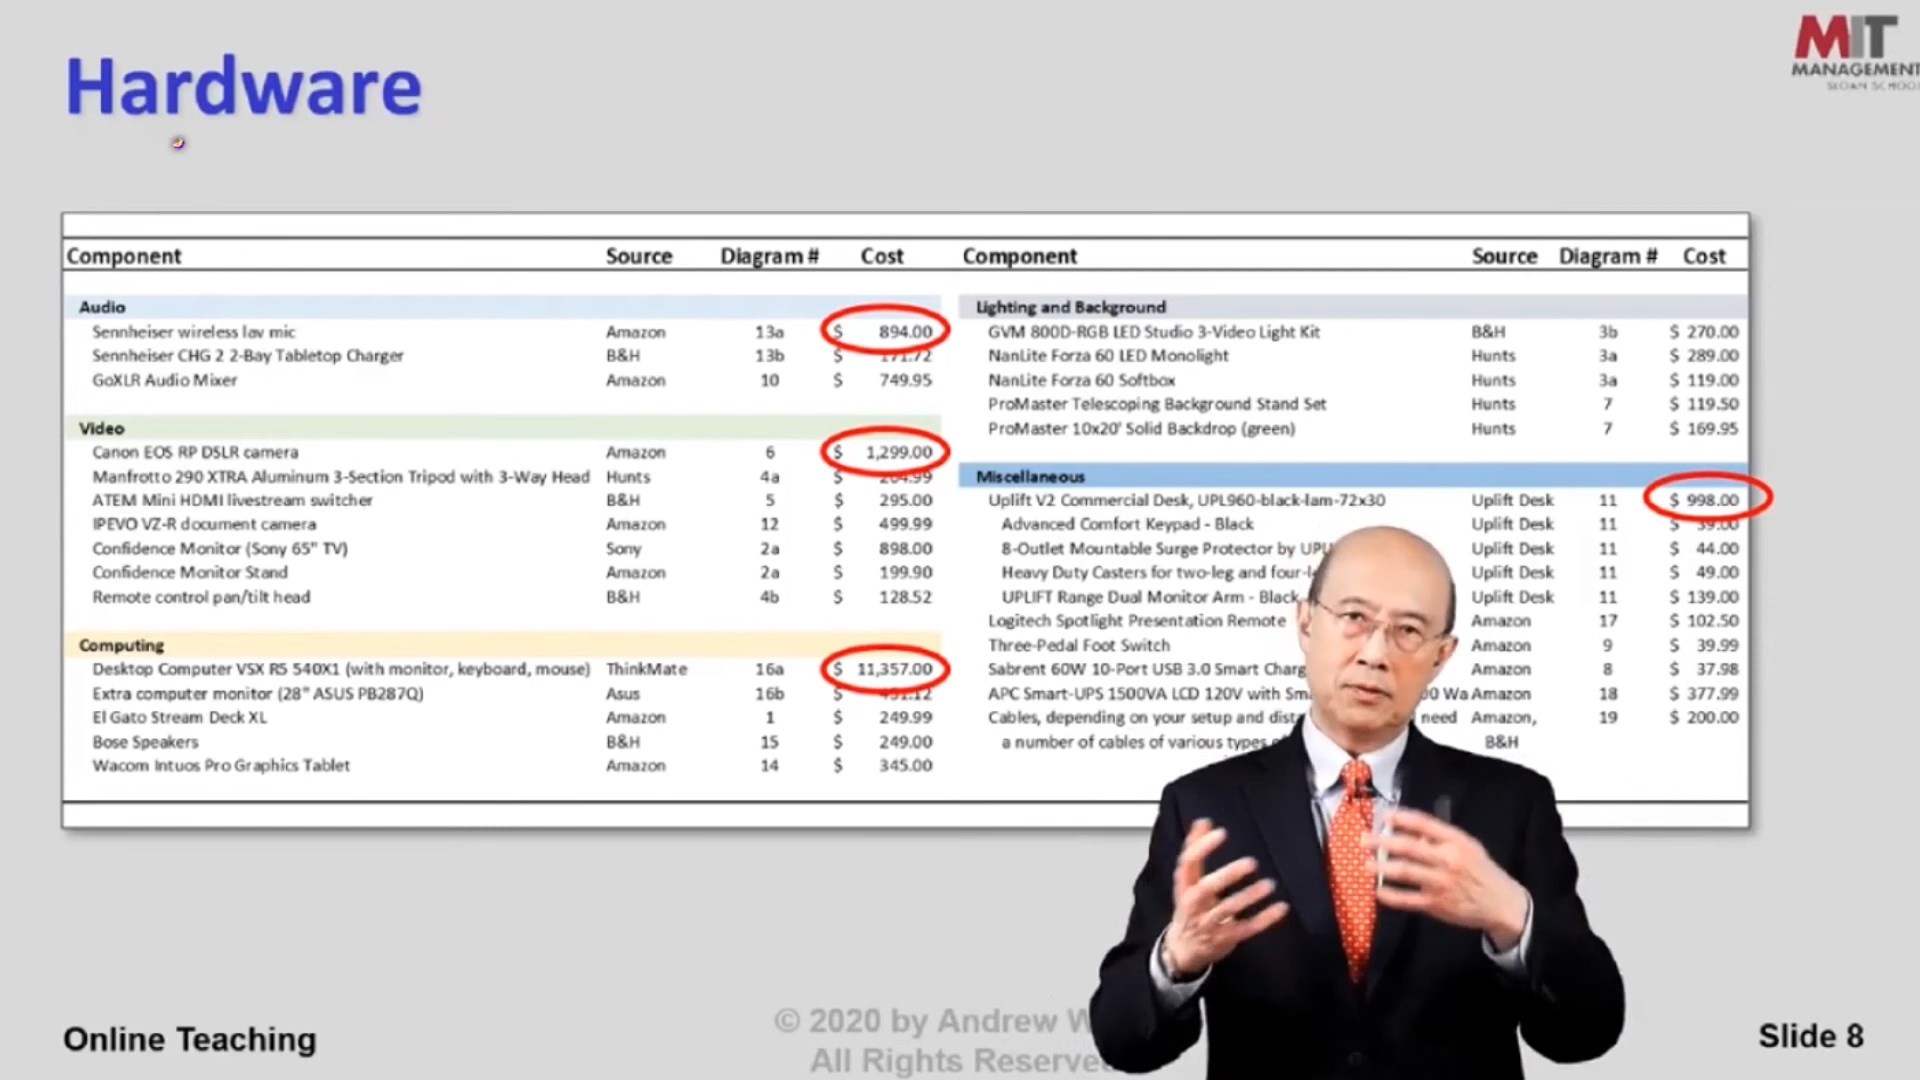 Hardware
MIT
MANAGEMENT
SLOAN SCHOOL
Component Source Diagram # Cost
Audio
Sennheiser wireless lav mic Amazon 13a $ 894.00
Sennheiser CHG 2 2-Bay Tabletop Charger B&H 13b $ 171.72
GoXLR Audio Mixer Amazon 10 $ 749.95
Video
Canon EOS RP DSLR camera Amazon 6 $ 1,299.00
Manfrotto 290 XTRA Aluminum 3-Section Tripod with 3-Way Head Hunts 4a $ 204.99
ATEM Mini HDMI livestream switcher B&H 5 $ 295.00
IPEVO VZ-R document camera Amazon 12 $ 499.99
Confidence Monitor (Sony 65" TV) Sony 2a $ 898.00
Confidence Monitor Stand Amazon 2a $ 199.90
Remote control pan/tilt head B&H 4b $ 128.52
Computing
Desktop Computer VSX R5 540X1 (with monitor, keyboard, mouse) ThinkMate 16a $ 11,357.00
Extra computer monitor (28" ASUS PB287Q) Asus 16b $
El Gato Stream Deck XL Amazon 1 $ 249.99
Bose Speakers B&H 15 $ 249.00
Wacom Intuos Pro Graphics Tablet Amazon 14 $ 345.00
Component Source Diagram # Cost
Lighting and Background
GVM 800D-RGB LED Studio 3-Video Light Kit B&H 3b $ 270.00
NanLite Forza 60 LED Monolight Hunts 3a $ 289.00
NanLite Forza 60 Softbox Hunts 3a $ 119.00
ProMaster Telescoping Background Stand Set Hunts 7 $ 119.50
ProMaster 10x20' Solid Backdrop (green) Hunts 7 $ 169.95
Miscellaneous
Uplift V2 Commercial Desk, UPL960-black-lam-72x30 Uplift Desk 11 $ 998.00
Advanced Comfort Keypad - Black Uplift Desk 11 $ 39.00
8-Outlet Mountable Surge Protector by Uplift Desk 11 $ 44.00
Heavy Duty Casters for two-leg and Uplift Desk 11 $ 49.00
UPLIFT Range Dual Monitor Arm - Black Uplift Desk 11 $ 139.00
Logitech Spotlight Presentation Remote Amazon 17 $ 102.50
Three-Pedal Foot Switch Amazon 9 $ 39.99
Sabrent 60W 10-Port USB 3.0 Smart Amazon 8 $ 37.98
APC Smart-UPS 1500VA LCD 120V with Wa Amazon 18 $ 377.99
Cables, depending on your setup and need Amazon, 19 $ 200.00
a number of cables of various types B&H
© 2020 by Andrew
All Rights
Online Teaching
Slide 8